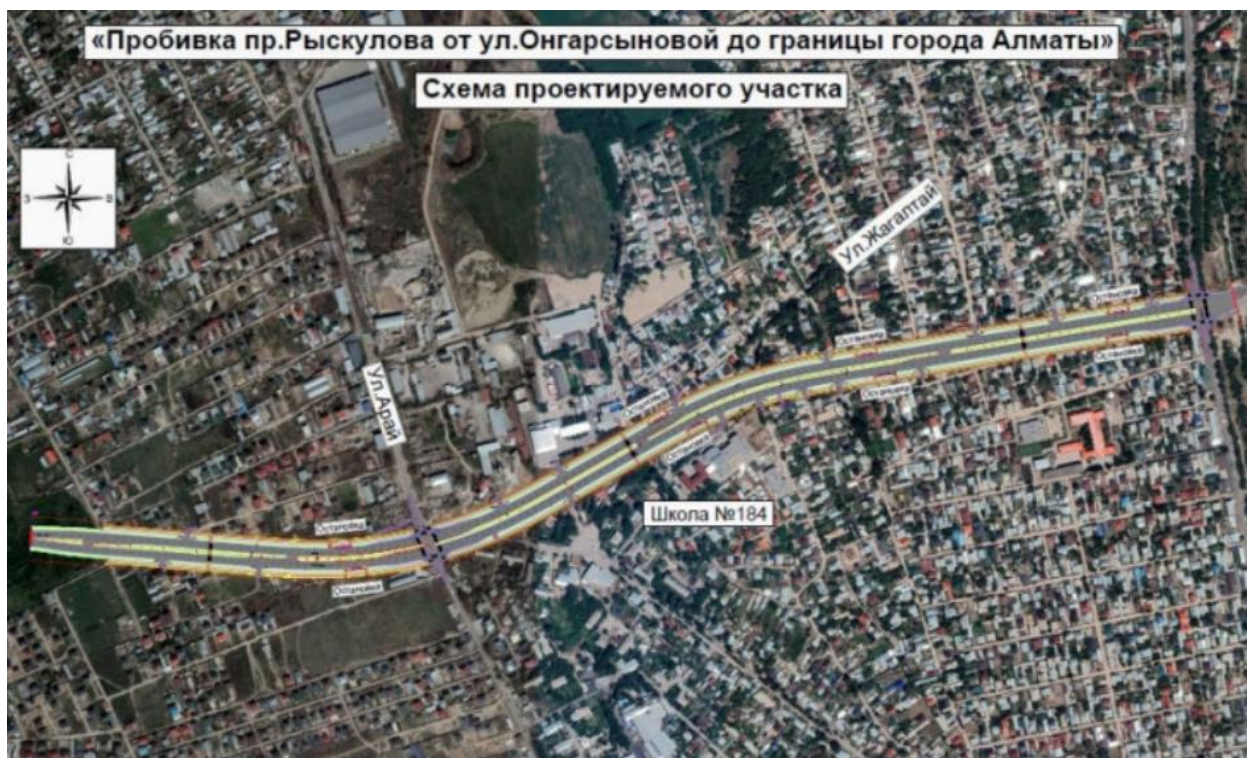 «Пробивка пр.Рыскулова от ул.Онгарсыновой до границы города Алматы»
Схема проектируемого участка
С
З
В
Ю
Ул.Жагалтай
Остановка
Остановка
Остановка
Остановка
Ул.Арай
Остановка
Остановка
Школа №184
Остановка
Остановка